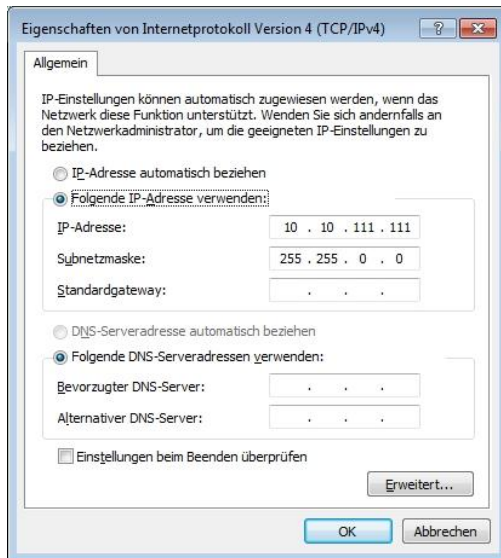 Eigenschaften von Internetprotokoll Version 4 (TCP/IPv4)
Allgemein
IP-Einstellungen können automatisch zugewiesen werden, wenn das
Netzwerk diese Funktion unterstützt. Wenden Sie sich andernfalls an
den Netzwerkadministrator, um die geeigneten IP-Einstellungen zu
beziehen.
IP-Adresse automatisch beziehen
Folgende IP-Adresse verwenden:
IP-Adresse: 10 . 10 . 111 . 111
Subnetzmaske: 255 . 255 . 0 . 0
Standardgateway: . . .
DNS-Serveradresse automatisch beziehen
Folgende DNS-Serveradressen verwenden:
Bevorzugter DNS-Server: . . .
Alternativer DNS-Server: . . .
Einstellungen beim Beenden überprüfen
Erweitert...
OK Abbrechen